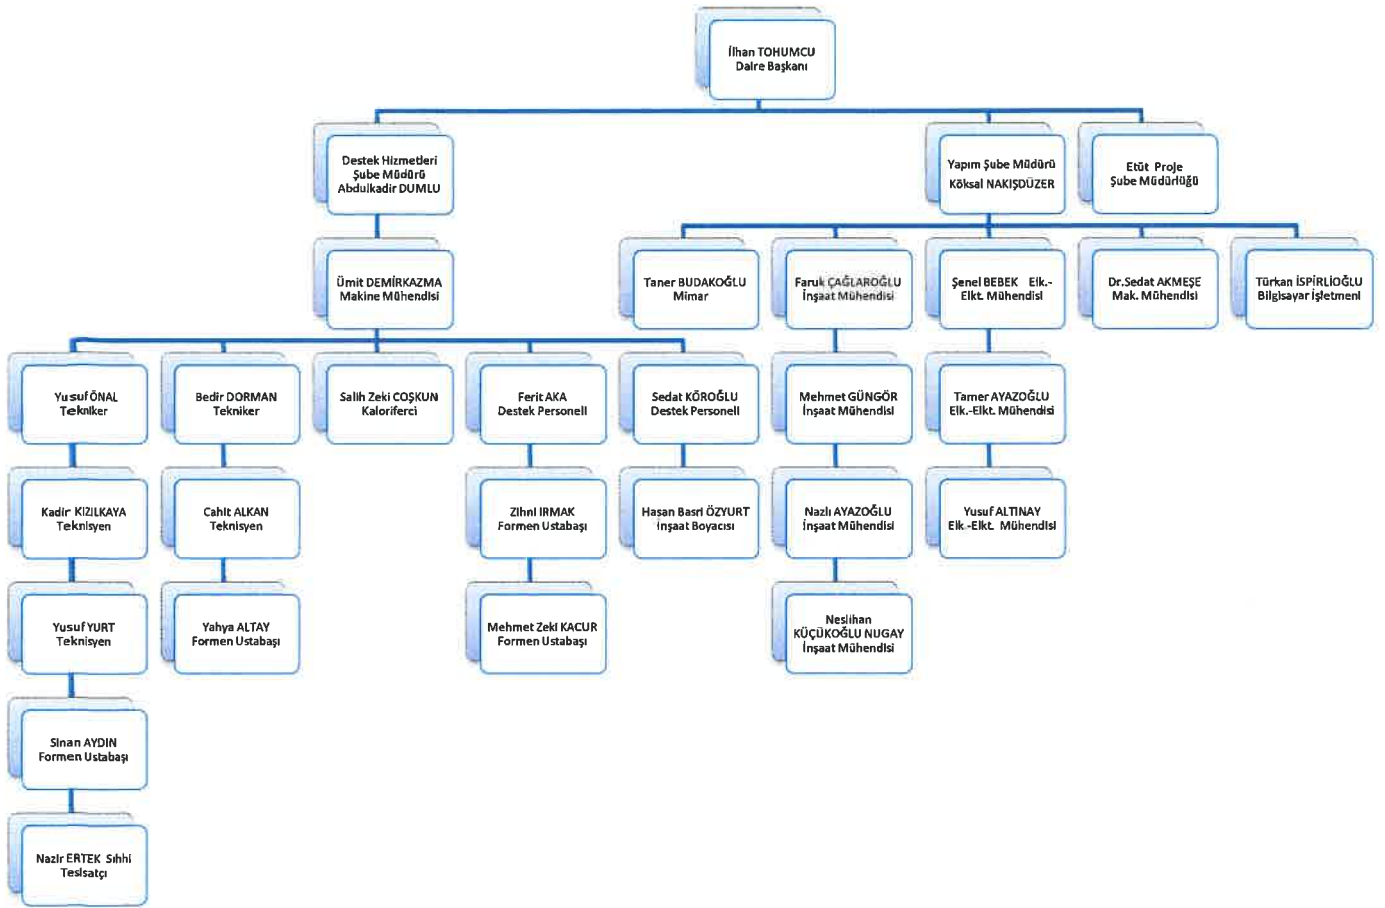 İlhan TOHUMCU
Daire Başkanı
Destek Hizmetleri
Şube Müdürü
Abdulkadir DUMLU
Yapım Şube Müdürü
Köksal NAKIŞDÜZER
Etüt Proje
Şube Müdürlüğü
Ümit DEMİRKAZMA
Makine Mühendisi
Taner BUDAKOĞLU
Mimar
Faruk ÇAĞLAROĞLU
İnşaat Mühendisi
Şenel BEBEK Elk.-
Elkt. Mühendisi
Dr.Sedat AKMEŞE
Mak. Mühendisi
Türkan İSPİRLİOĞLU
Bilgisayar İşletmeni
Yusuf ÖNAL
Tekniker
Bedir DORMAN
Tekniker
Salih Zeki COŞKUN
Kaloriferci
Ferit AKA
Destek Personeli
Sedat KÖROĞLU
Destek Personeli
Mehmet GÜNGÖR
İnşaat Mühendisi
Tamer AYAZOĞLU
Elk.-Elkt. Mühendisi
Kadir KIZILKAYA
Teknisyen
Cahit ALKAN
Teknisyen
Zihni IRMAK
Formen Ustabaşı
Hasan Basri ÖZYURT
İnşaat Boyacısı
Nazlı AYAZOĞLU
İnşaat Mühendisi
Yusuf ALTINAY
Elk.-Elkt. Mühendisi
Yusuf YURT
Teknisyen
Yahya ALTAY
Formen Ustabaşı
Mehmet Zeki KACUR
Formen Ustabaşı
Neslihan
KÜÇÜKOĞLU NUGAY
İnşaat Mühendisi
Sinan AYDIN
Formen Ustabaşı
Nazir ERTEK Sıhhi
Tesisatçı